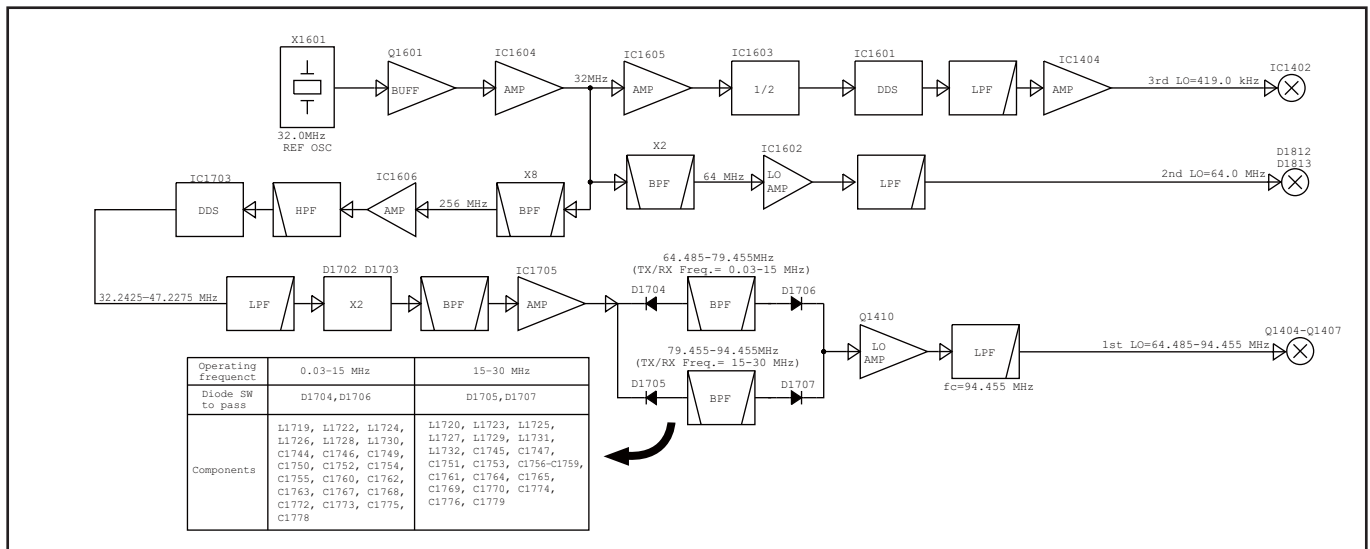 X1601
Q1601
IC1604
IC1605
IC1603
IC1601
IC1404
IC1402
BUFF
AMP
32MHz
AMP
1/2
DDS
LPF
AMP
3rd LO=419.0 kHz
32.0MHz
REF OSC
IC1703
IC1606
X8
X2
IC1602
D1812
D1813
DDS
HPF
AMP
256 MHz
BPF
BPF
64 MHz
LO
AMP
LPF
2nd LO=64.0 MHz
32.2425–47.2275 MHz
LPF
D1702 D1703
X2
BPF
IC1705
AMP
64.485-79.455MHz
(TX/RX Freq.= 0.03-15 MHz)
D1704
BPF
D1706
79.455-94.455MHz
(TX/RX Freq.= 15-30 MHz)
D1705
BPF
D1707
Q1410
LO
AMP
LPF
fc=94.455 MHz
1st LO=64.485-94.455 MHz
Q1404-Q1407
Operating
frequenct
0.03–15 MHz
15–30 MHz
Diode SW
to pass
D1704,D1706
D1705,D1707
Components
L1719, L1722, L1724,
L1726, L1728, L1730,
C1744, C1746, C1749,
C1750, C1752, C1754,
C1755, C1760, C1762,
C1763, C1767, C1768,
C1772, C1773, C1775,
C1778
L1720, L1723, L1725,
L1727, L1729, L1731,
L1732, C1745, C1747,
C1751, C1753, C1756–C1759,
C1761, C1764, C1765,
C1769, C1770, C1774,
C1776, C1779